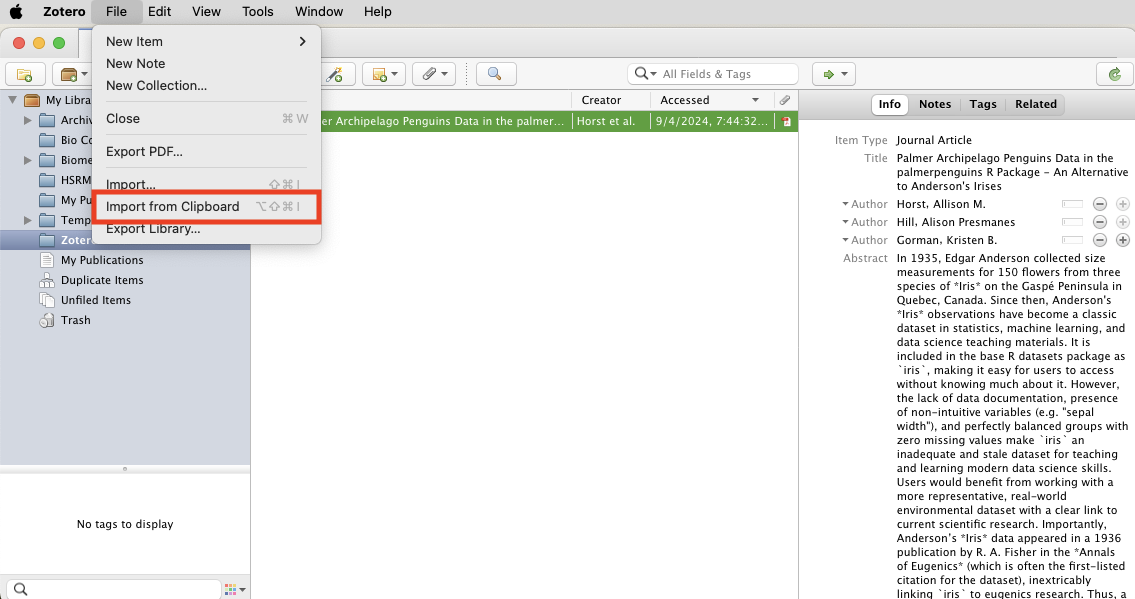 Zotero File Edit View Tools Window Help
New Item
New Note
New Collection...
Close ⌘W
Export PDF...
Import... ⇧⌘I
Import from Clipboard ⌥⇧⌘I
Export Library...
All Fields & Tags
My Libra
Archiv
Bio Co
Biome
HSRM
My Pu
Temp
Zoter
My Publications
Duplicate Items
Unfiled Items
Trash
No tags to display
Creator Accessed
er Archipelago Penguins Data in the palmer... Horst et al. 9/4/2024, 7:44:32...
Info Notes Tags Related
Item Type Journal Article
Title Palmer Archipelago Penguins Data in the
palmerpenguins R Package - An Alternative
to Anderson's Irises
Author Horst, Allison M.
Author Hill, Alison Presmanes
Author Gorman, Kristen B.
Abstract In 1935, Edgar Anderson collected size
measurements for 150 flowers from three
species of *Iris* on the Gaspé Peninsula in
Quebec, Canada. Since then, Anderson's
*Iris* observations have become a classic
dataset in statistics, machine learning, and
data science teaching materials. It is
included in the base R datasets package as
`iris`, making it easy for users to access
without knowing much about it. However,
the lack of data documentation, presence
of non-intuitive variables (e.g. "sepal
width"), and perfectly balanced groups with
zero missing values make `iris` an
inadequate and stale dataset for teaching
and learning modern data science skills.
Users would benefit from working with a
more representative, real-world
environmental dataset with a clear link to
current scientific research. Importantly,
Anderson's *Iris* data appeared in a 1936
publication by R. A. Fisher in the *Annals
of Eugenics* (which is often the first-listed
citation for the dataset), inextricably
linking `iris` to eugenics research. Thus, a